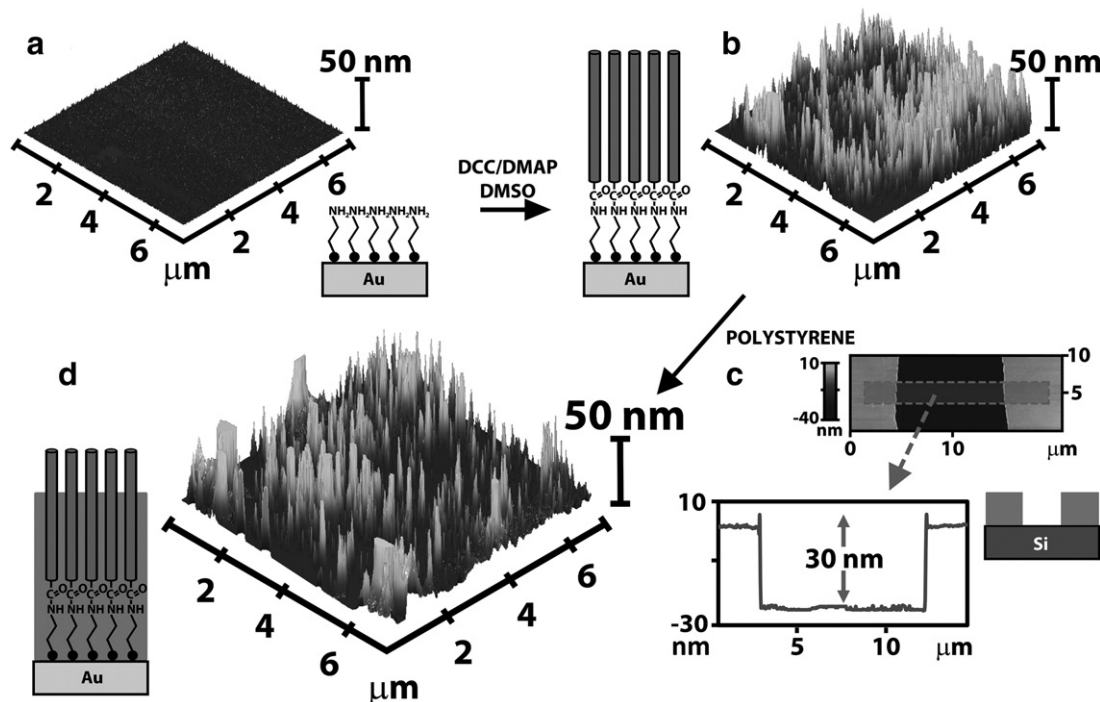 a
50 nm
2
4
6
2
4
6
μm
NH₂NH₂NH₂NH₂NH₂
Au
DCC/DMAP
DMSO
C=O C=O C=O C=O C=O
NH NH NH NH NH
Au
b
50 nm
2
4
6
2
4
6
μm
POLYSTYRENE
c
10
-40
nm
0
10
μm
10
5
10
-30
nm
30 nm
5
10
μm
Si
d
50 nm
2
4
6
2
4
6
μm
C=O C=O C=O C=O C=O
NH NH NH NH NH
Au